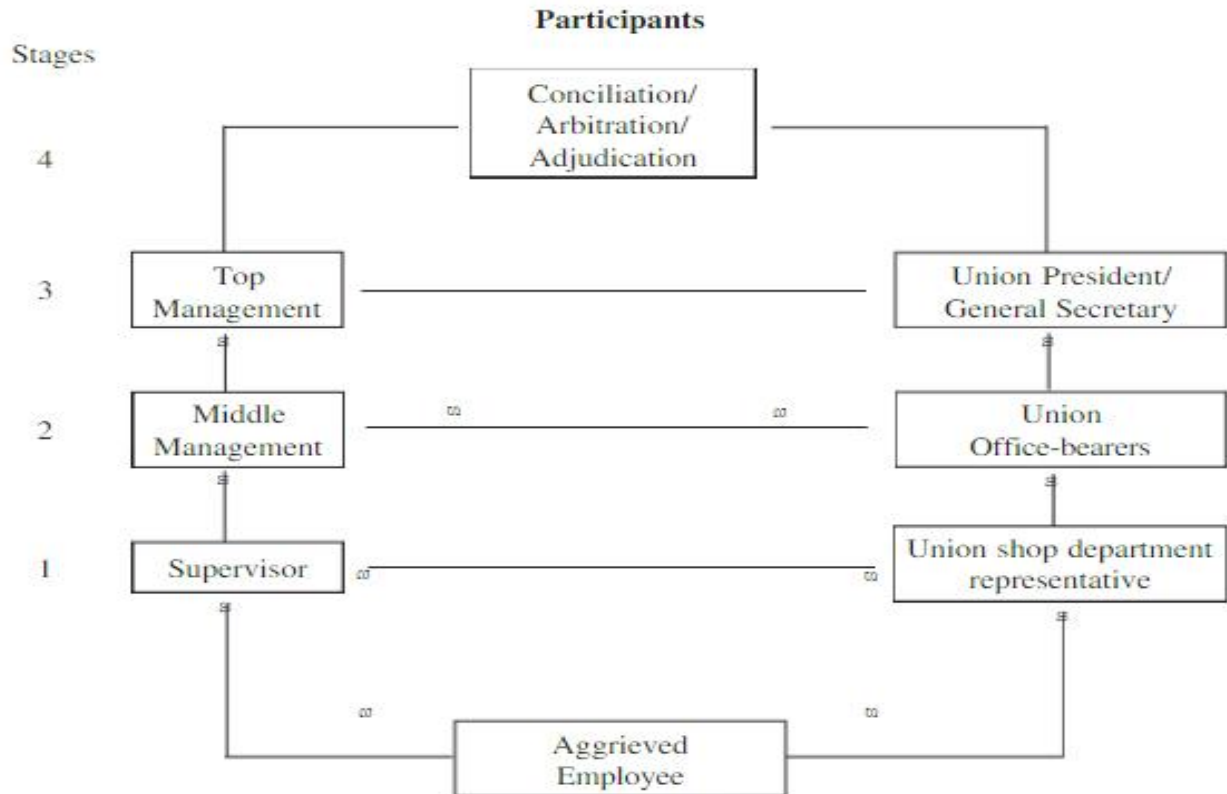 Participants
Stages
Conciliation/
Arbitration/
Adjudication
4
3
Top
Management
Union President/
General Secretary
2
Middle
Management
Union
Office-bearers
1
Supervisor
Union shop department
representative
Aggrieved
Employee